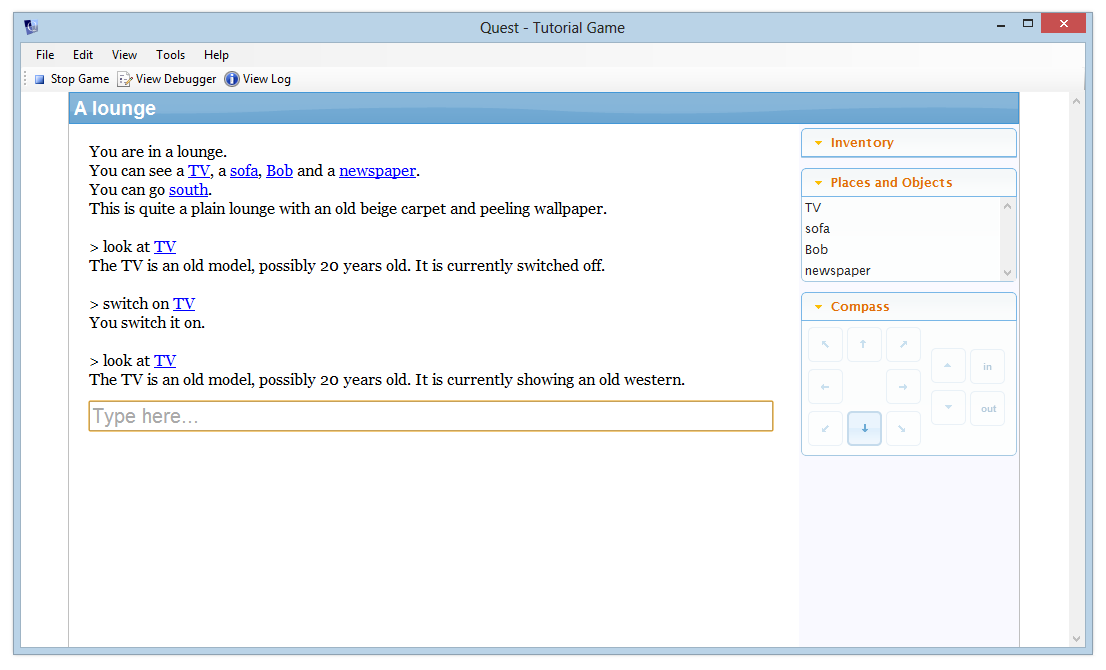 Quest - Tutorial Game
File Edit View Tools Help
Stop Game View Debugger View Log
A lounge
You are in a lounge.
You can see a TV, a sofa, Bob and a newspaper.
You can go south.
This is quite a plain lounge with an old beige carpet and peeling wallpaper.
> look at TV
The TV is an old model, possibly 20 years old. It is currently switched off.
> switch on TV
You switch it on.
> look at TV
The TV is an old model, possibly 20 years old. It is currently showing an old western.
Type here...
Inventory
Places and Objects
TV
sofa
Bob
newspaper
Compass
in
out